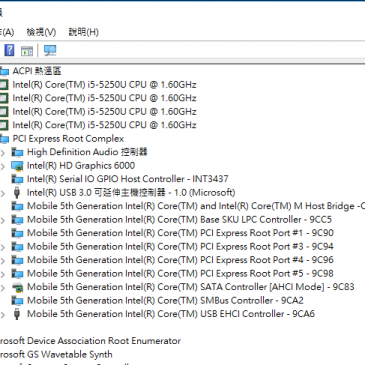 (A) 檢視(V) 說明(H)
ACPI 熱溫區
Intel(R) Core(TM) i5-5250U CPU @ 1.60GHz
Intel(R) Core(TM) i5-5250U CPU @ 1.60GHz
Intel(R) Core(TM) i5-5250U CPU @ 1.60GHz
Intel(R) Core(TM) i5-5250U CPU @ 1.60GHz
PCI Express Root Complex
High Definition Audio 控制器
Intel(R) HD Graphics 6000
Intel(R) Serial IO GPIO Host Controller - INT3437
Intel(R) USB 3.0 可延伸主機控制器 - 1.0 (Microsoft)
Mobile 5th Generation Intel(R) Core(TM) and Intel(R) Core(TM) M Host Bridge -
Mobile 5th Generation Intel(R) Core(TM) Base SKU LPC Controller - 9CC5
Mobile 5th Generation Intel(R) Core(TM) PCI Express Root Port #1 - 9C90
Mobile 5th Generation Intel(R) Core(TM) PCI Express Root Port #3 - 9C94
Mobile 5th Generation Intel(R) Core(TM) PCI Express Root Port #4 - 9C96
Mobile 5th Generation Intel(R) Core(TM) PCI Express Root Port #5 - 9C98
Mobile 5th Generation Intel(R) Core(TM) SATA Controller [AHCI Mode] - 9C83
Mobile 5th Generation Intel(R) Core(TM) SMBus Controller - 9CA2
Mobile 5th Generation Intel(R) Core(TM) USB EHCI Controller - 9CA6
rosoft Device Association Root Enumerator
rosoft GS Wavetable Synth